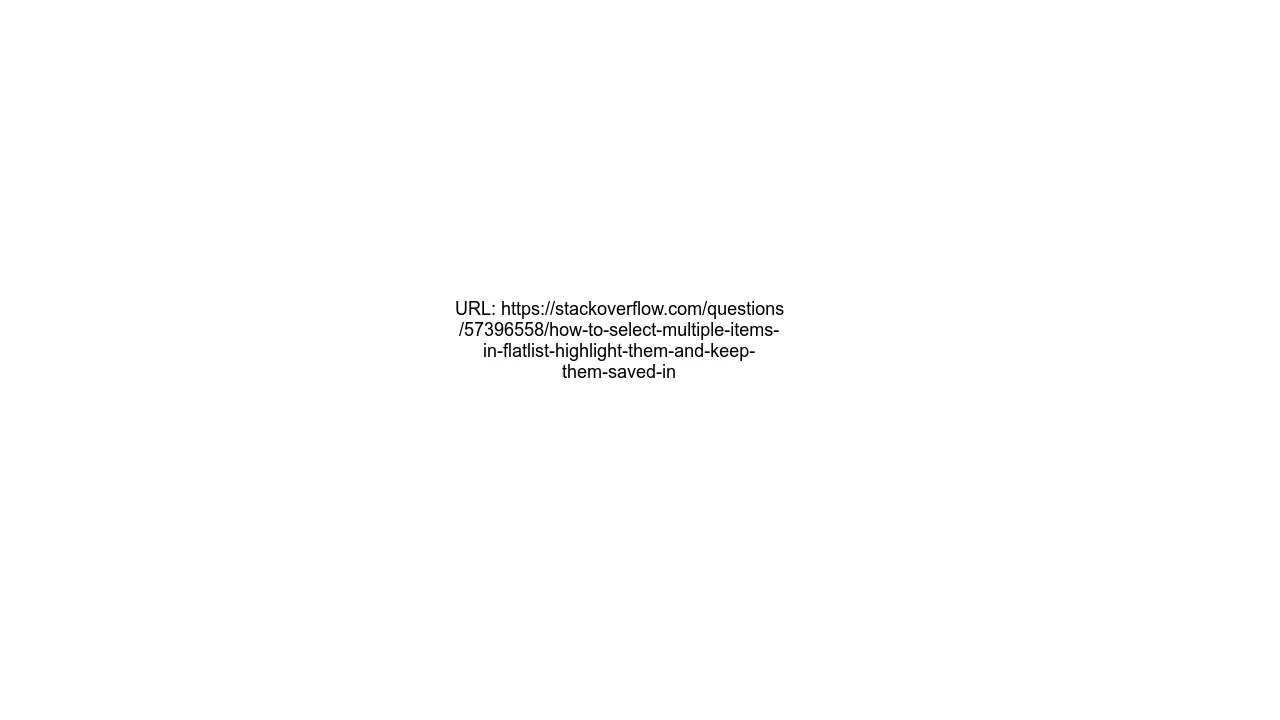 URL: https://stackoverflow.com/questions
/57396558/how-to-select-multiple-items-
in-flatlist-highlight-them-and-keep-
them-saved-in